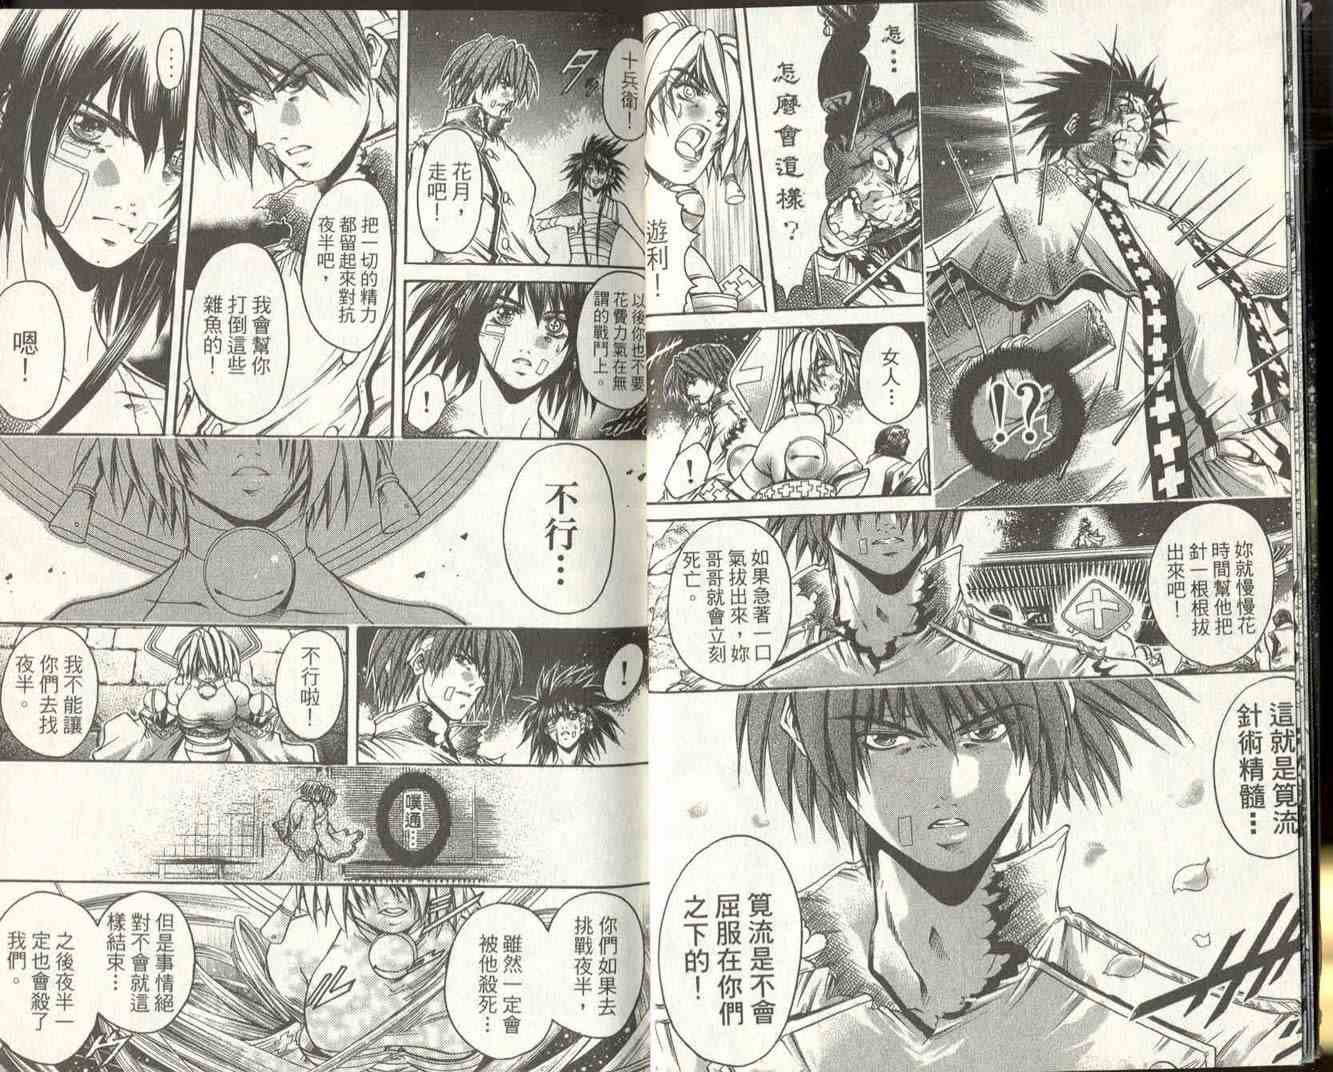 !?
怎…
怎麼會這樣？
遊利！
女人…
！
妳就慢慢花
時間幫他把
針一根根拔
出來吧！
如果急著一口
氣拔出來，妳
哥哥就會立刻
死亡。
這就是筧流
針術精髓…
筧流是不會
屈服在你們
之下的！
十兵衛！
花月，
走吧！
以後你也不要
花費力氣在無
謂的戰鬥上。
！
把一切的精力
都留起來對抗
夜半吧，
我會幫你
打倒這些
雜魚的！
…
嗯！
不行…
！
不行啦！
我不能讓
你們去找
夜半。
噗通…
你們如果去
挑戰夜半，
雖然一定會
被他殺死…
但是事情絕
對不會就這
樣結束…
之後夜半一
定也會殺了
我們。